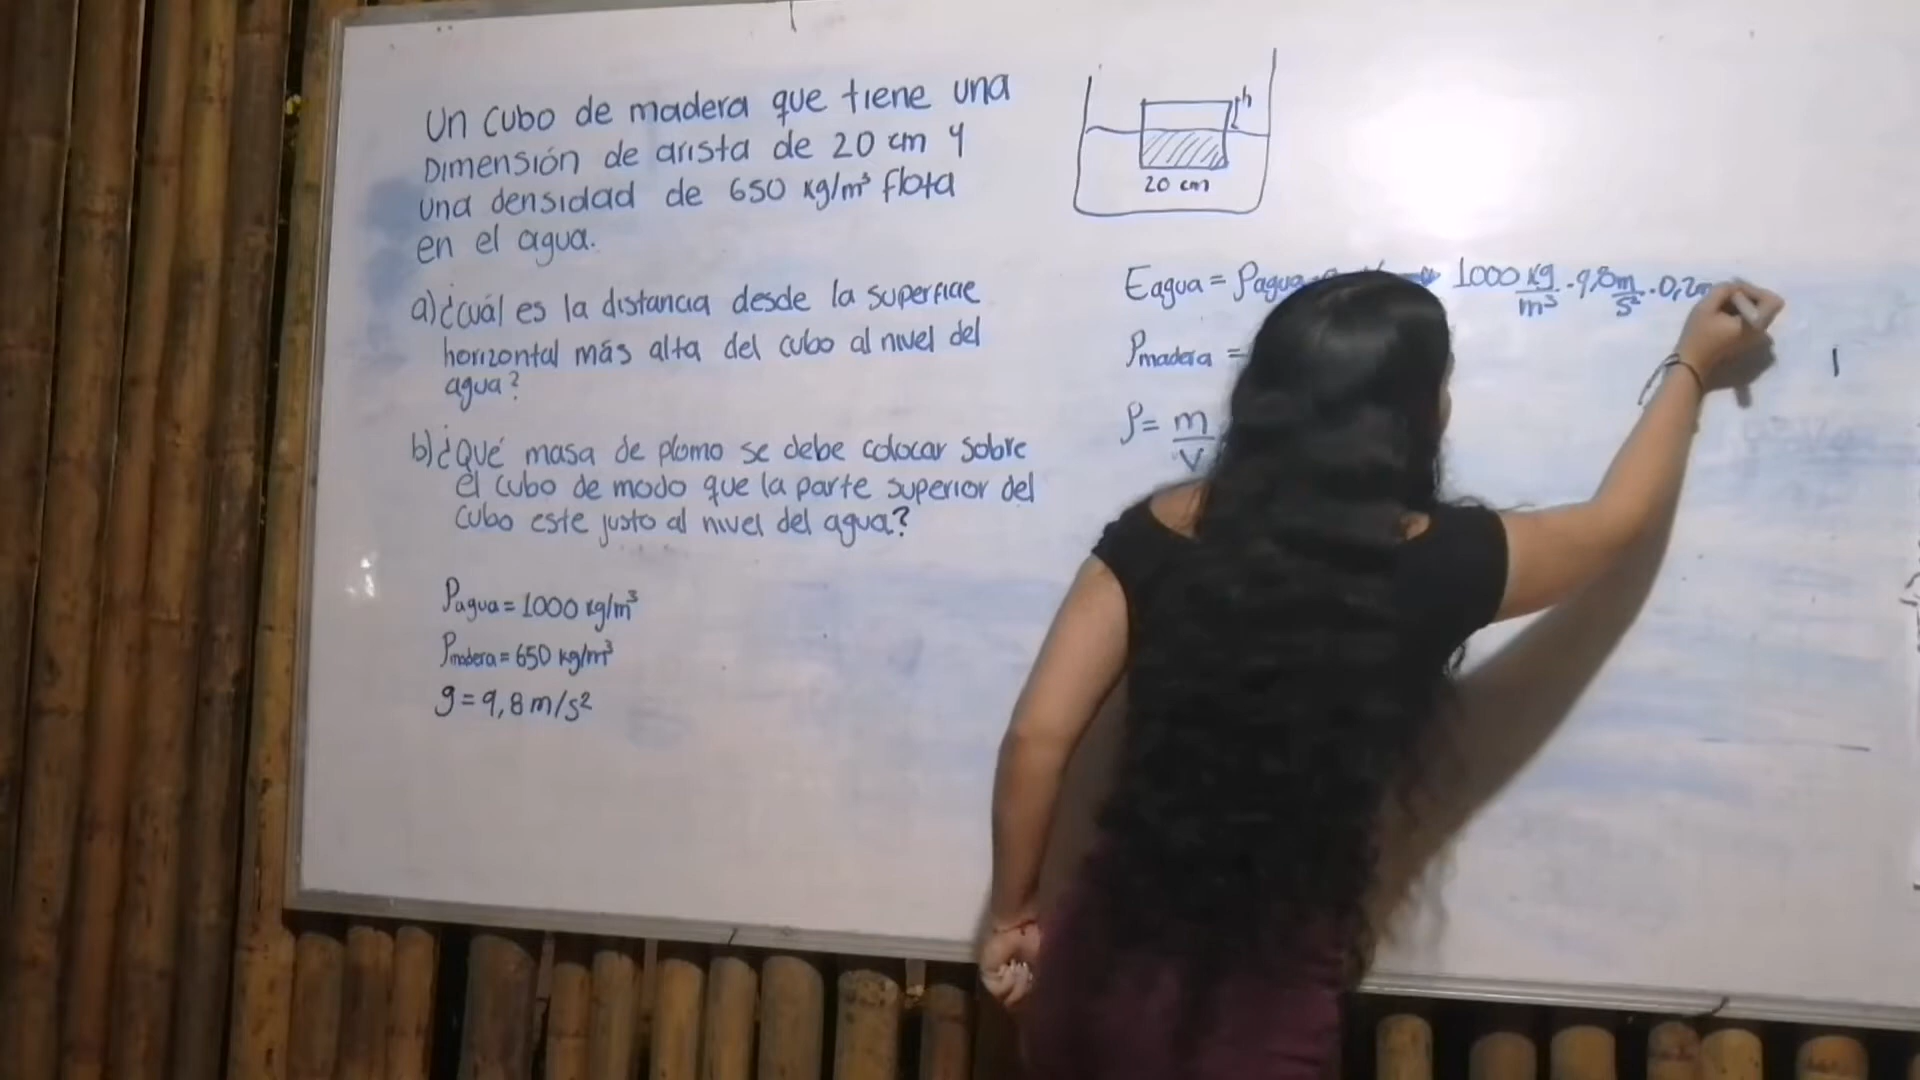 Un cubo de madera que tiene una
Dimensión de arista de 20 cm y
una densidad de 650 kg/m³ flota
en el agua.
a) ¿cuál es la distancia desde la superficie
horizontal más alta del cubo al nivel del
agua?
b) ¿Qué masa de plomo se debe colocar sobre
el cubo de modo que la parte superior del
cubo este justo al nivel del agua?
ρagua = 1000 kg/m³
ρmadera = 650 kg/m³
g = 9,8 m/s²
h
20 cm
Eagua = ρagua
1000 kg/m³ · 9,8 m/s² · 0,2m
ρmadera =
ρ = m/v